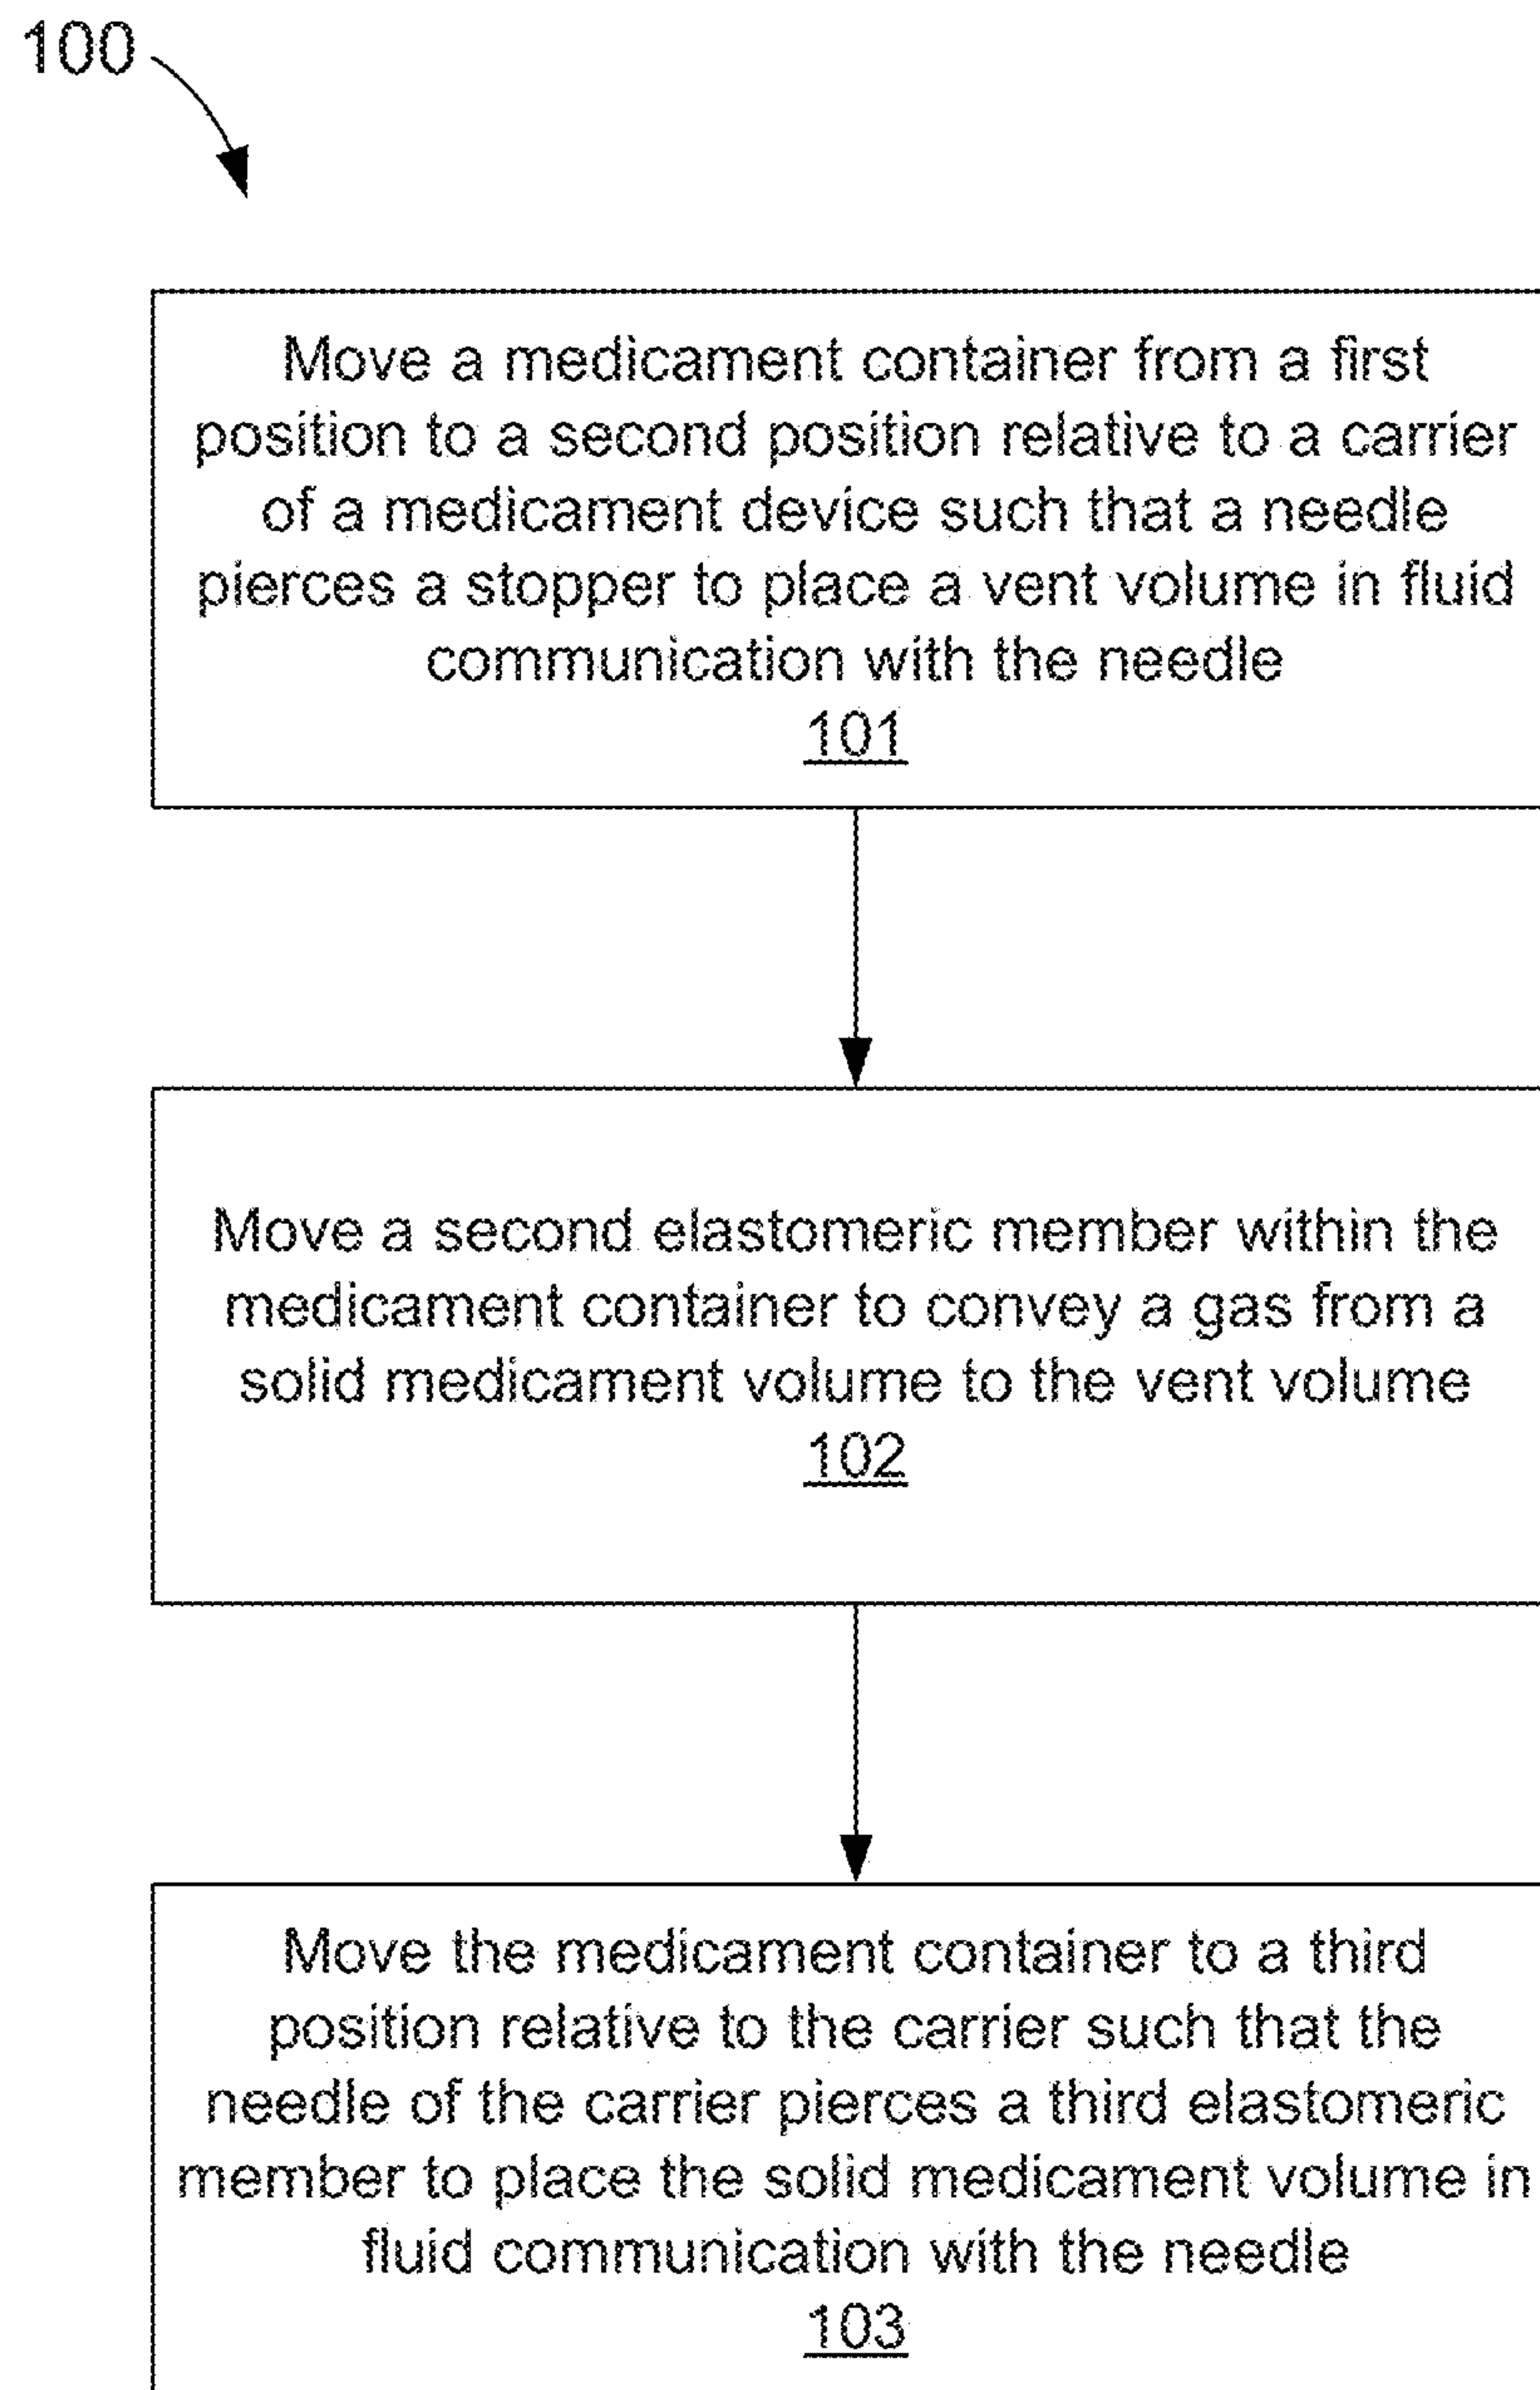 100
Move a medicament container from a first
position to a second position relative to a carrier
of a medicament device such that a needle
pierces a stopper to place a vent volume in fluid
communication with the needle
101
Move a second elastomeric member within the
medicament container to convey a gas from a
solid medicament volume to the vent volume
102
Move the medicament container to a third
position relative to the carrier such that the
needle of the carrier pierces a third elastomeric
member to place the solid medicament volume in
fluid communication with the needle
103